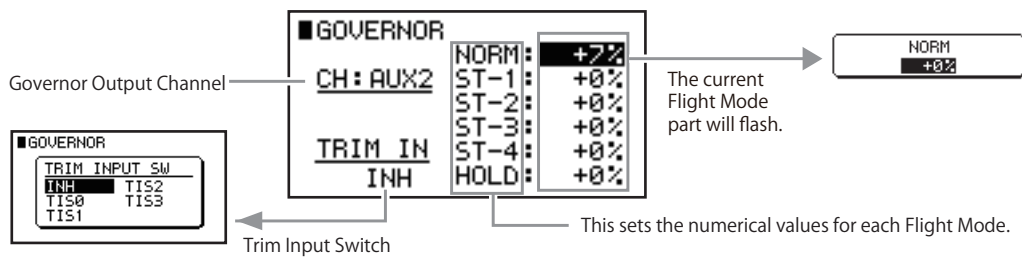 ■GOVERNOR
NORM: +7%
CH:AUX2 ST-1: +0%
ST-2: +0%
ST-3: +0%
TRIM IN ST-4: +0%
INH HOLD: +0%
Governor Output Channel
The current
Flight Mode
part will flash.
NORM
+0%
■GOVERNOR
TRIM INPUT SW
INH TIS2
TIS0 TIS3
TIS1
Trim Input Switch
This sets the numerical values for each Flight Mode.